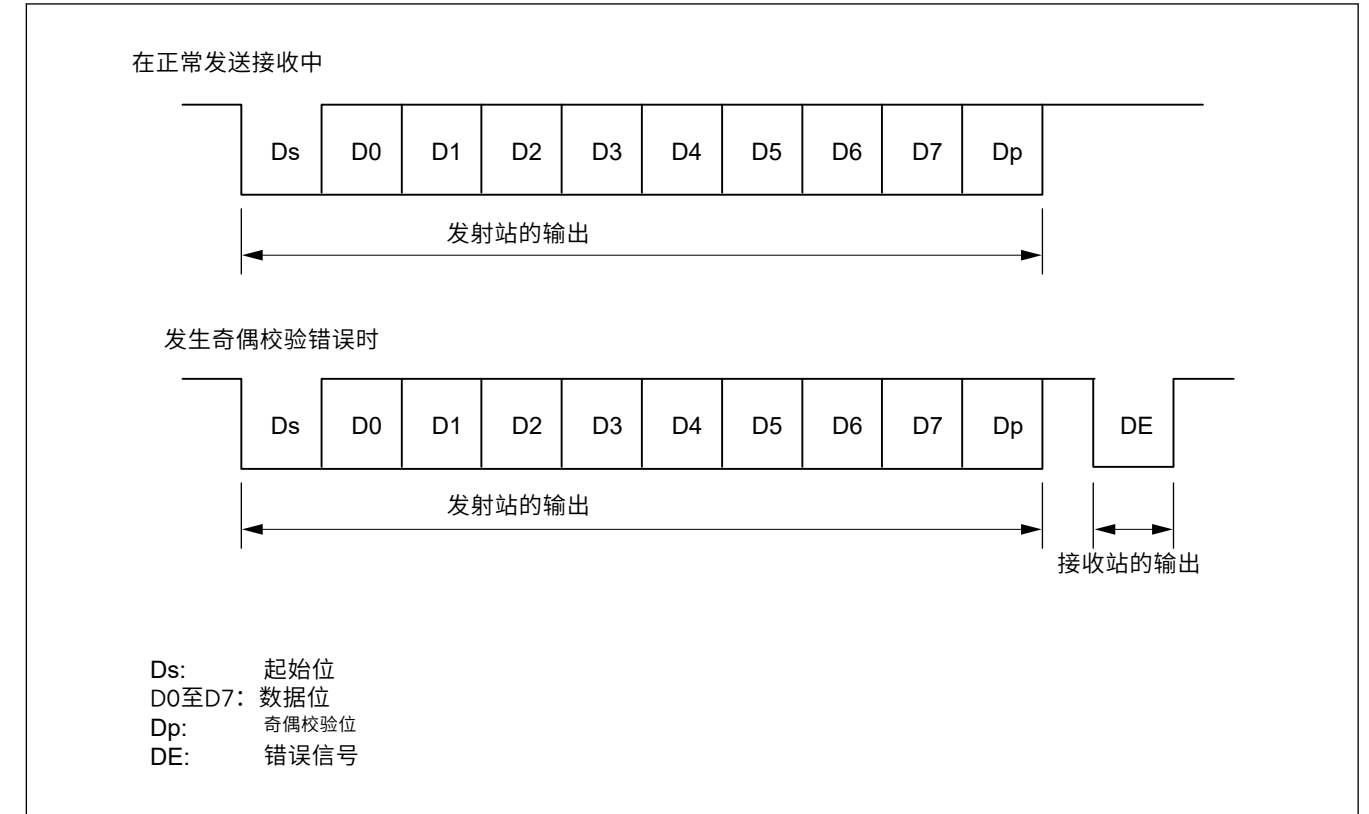 在正常发送接收中
Ds D0 D1 D2 D3 D4 D5 D6 D7 Dp
发射站的输出
发生奇偶校验错误时
Ds D0 D1 D2 D3 D4 D5 D6 D7 Dp DE
发射站的输出
接收站的输出
Ds: 起始位
D0至D7：数据位
Dp: 奇偶校验位
DE: 错误信号